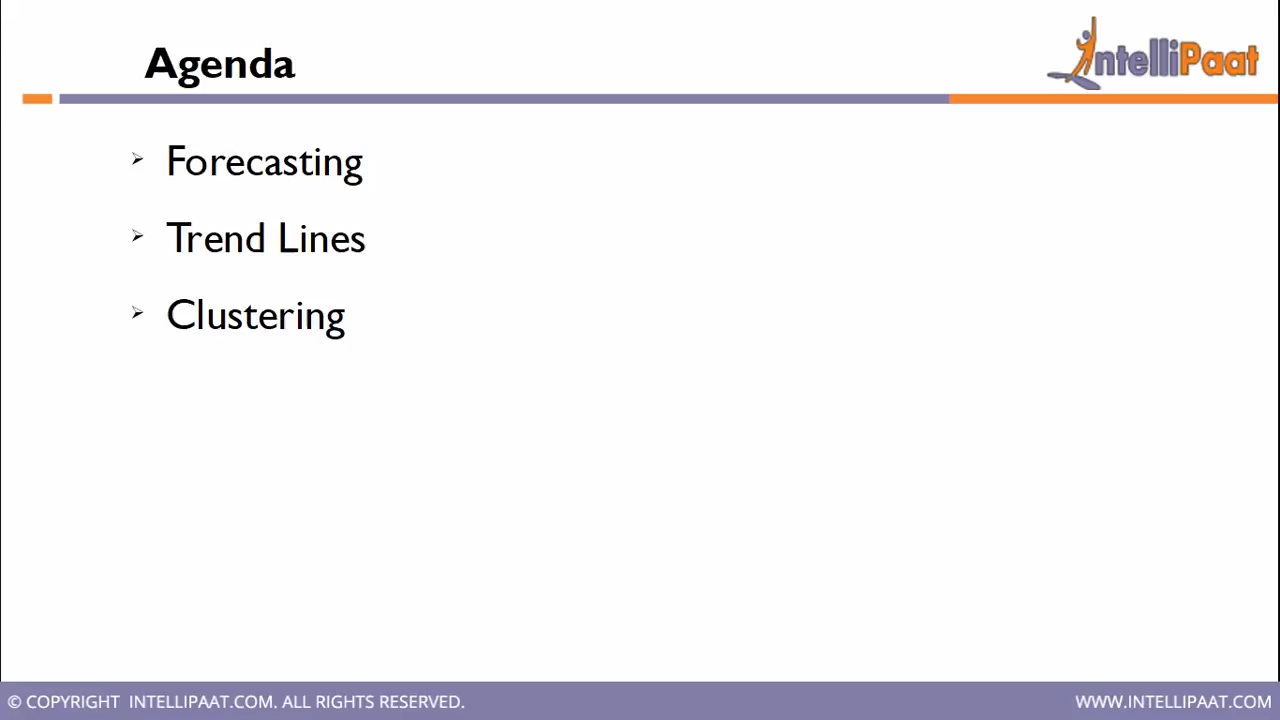 Agenda
IntelliPaat
➢ Forecasting
➢ Trend Lines
➢ Clustering
© COPYRIGHT INTELLIPAAT.COM. ALL RIGHTS RESERVED.
WWW.INTELLIPAAT.COM